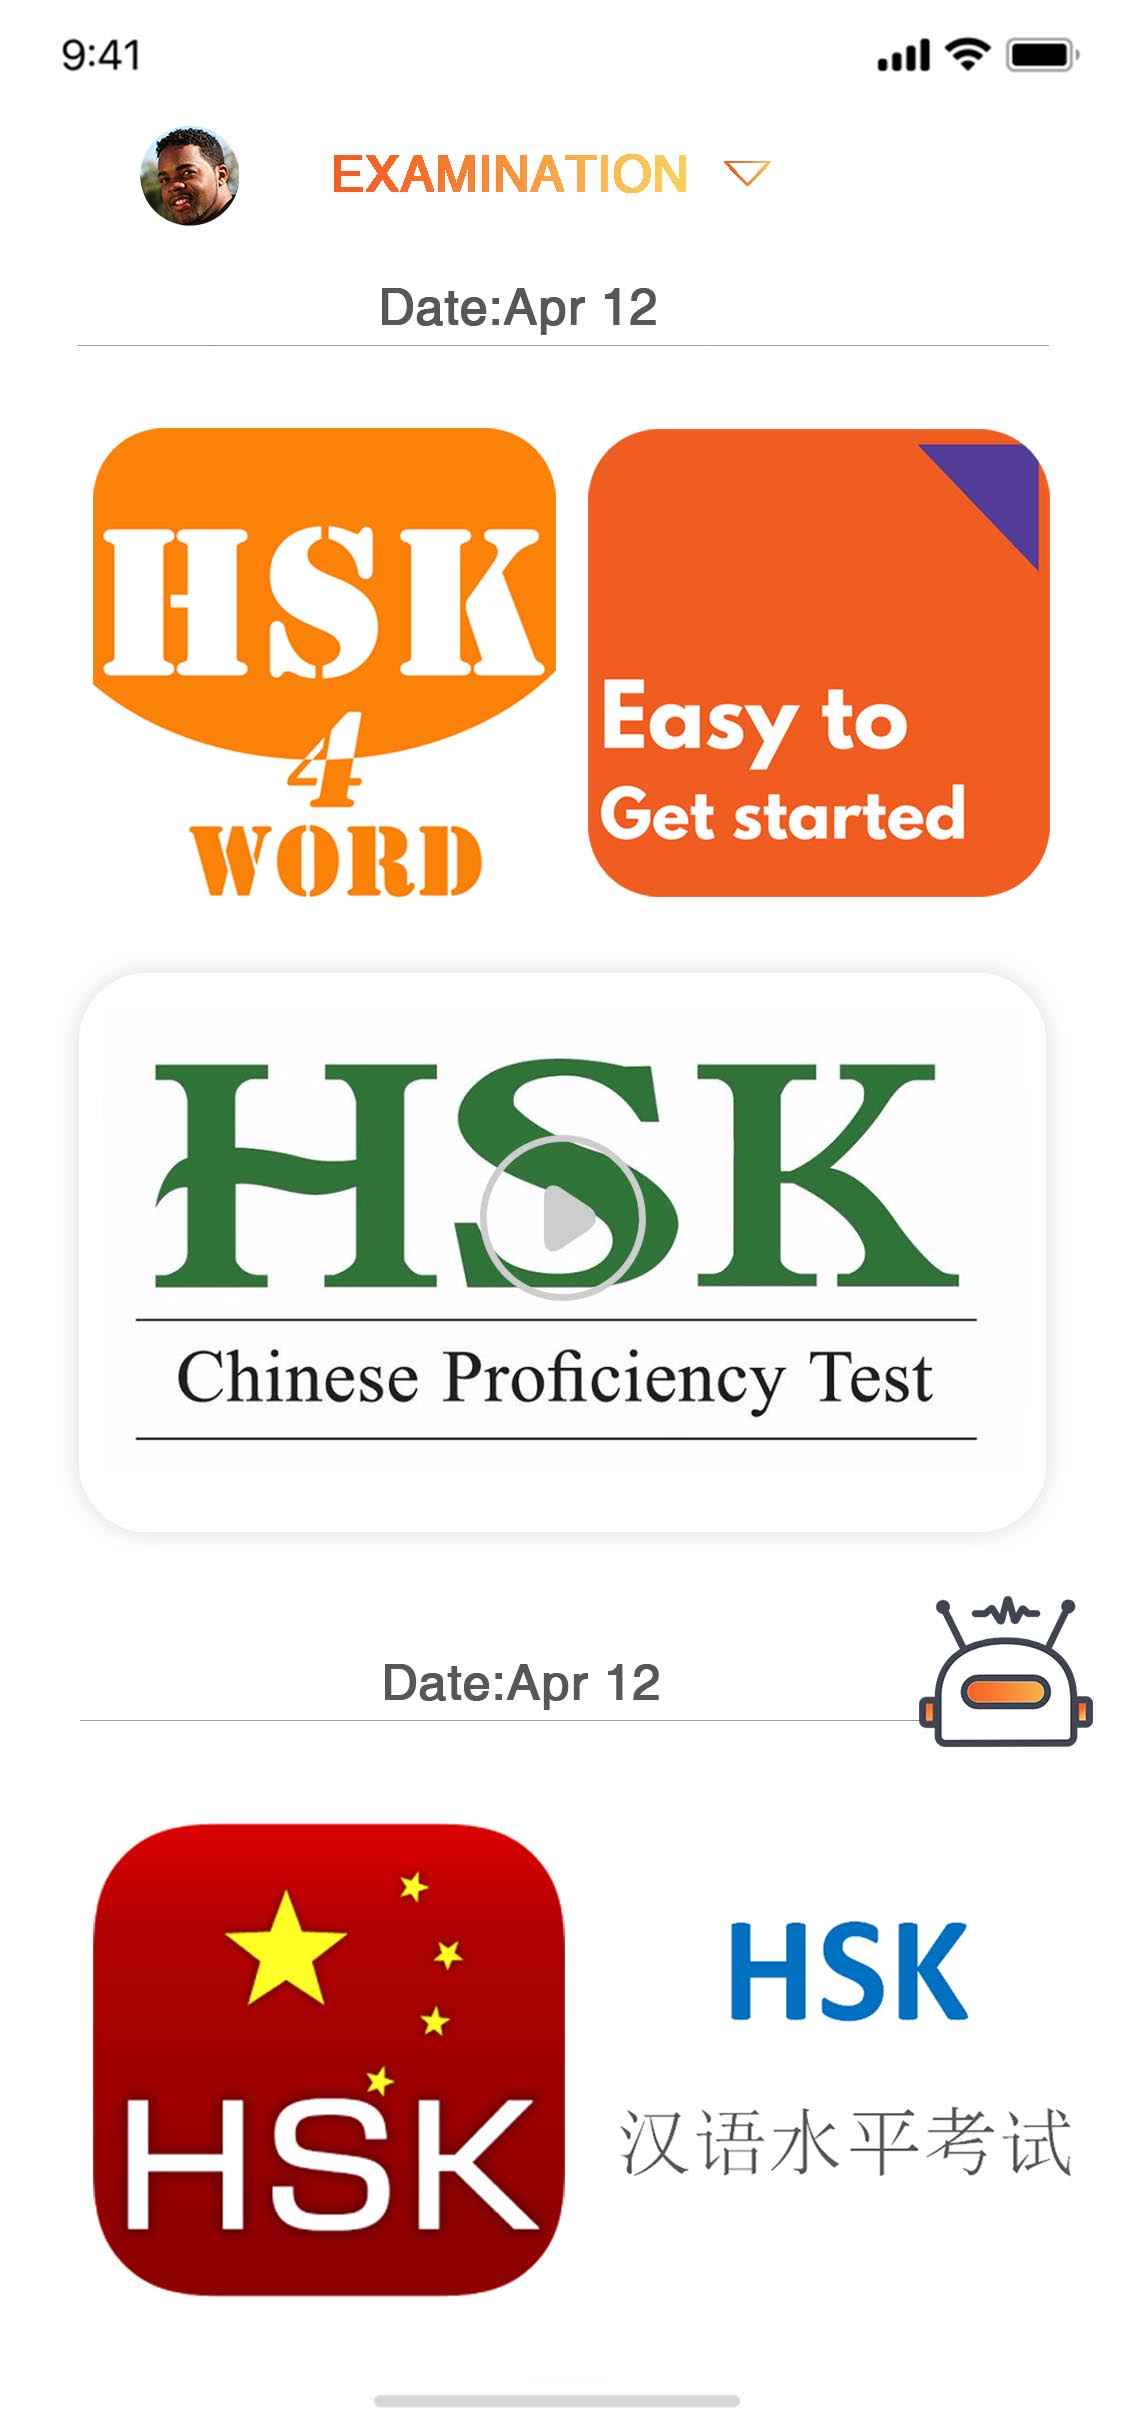 9:41
EXAMINATION
Date:Apr 12
HSK
4
WORD
Easy to
Get started
HSK
Chinese Proficiency Test
Date:Apr 12
HSK
HSK
汉语水平考试